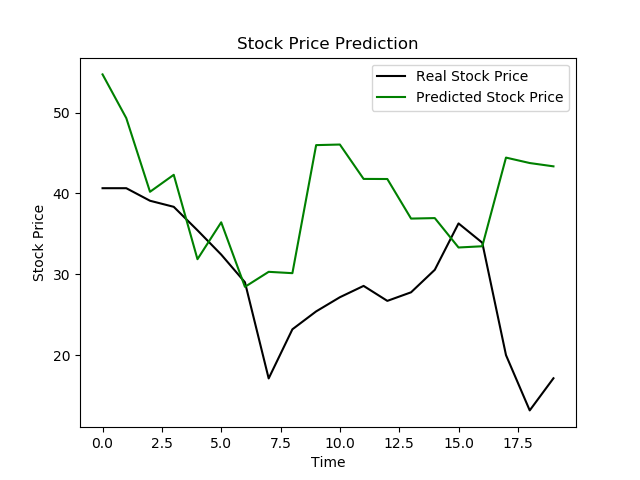 Stock Price Prediction
Real Stock Price
Predicted Stock Price
Stock Price
50
40
30
20
0.0 2.5 5.0 7.5 10.0 12.5 15.0 17.5
Time